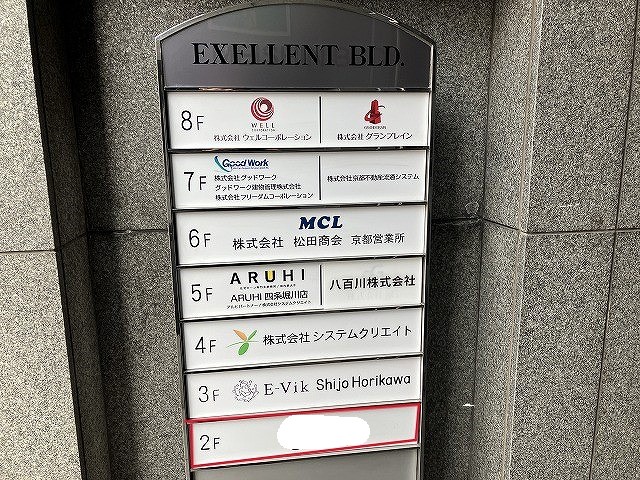 EXELLENT BLD.
8F
WELL
CORPORATION
株式会社 ウェルコーポレーション
株式会社 グランブレイン
7F
Good Work
株式会社グッドワーク
グッドワーク建物管理株式会社
株式会社フリーダムコーポレーション
株式会社京都不動産流通システム
6F
MCL
株式会社 松田商会 京都営業所
5F
ARUHI
ARUHI 四条堀川店
八百川株式会社
4F
株式会社 システムクリエイト
3F
E-Vik Shijo Horikawa
2F